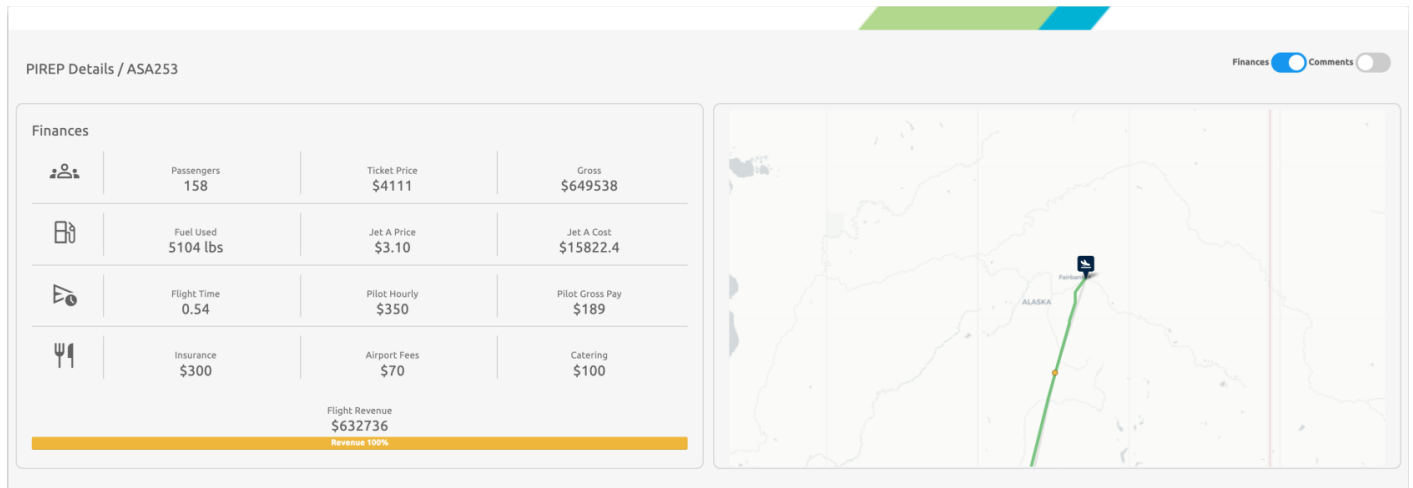 PIREP Details / ASA253
Finances
Comments
Finances
Passengers
158
Ticket Price
$4111
Gross
$649538
Fuel Used
5104 lbs
Jet A Price
$3.10
Jet A Cost
$15822.4
Flight Time
0.54
Pilot Hourly
$350
Pilot Gross Pay
$189
Insurance
$300
Airport Fees
$70
Catering
$100
Flight Revenue
$632736
Revenue 100%
ALASKA